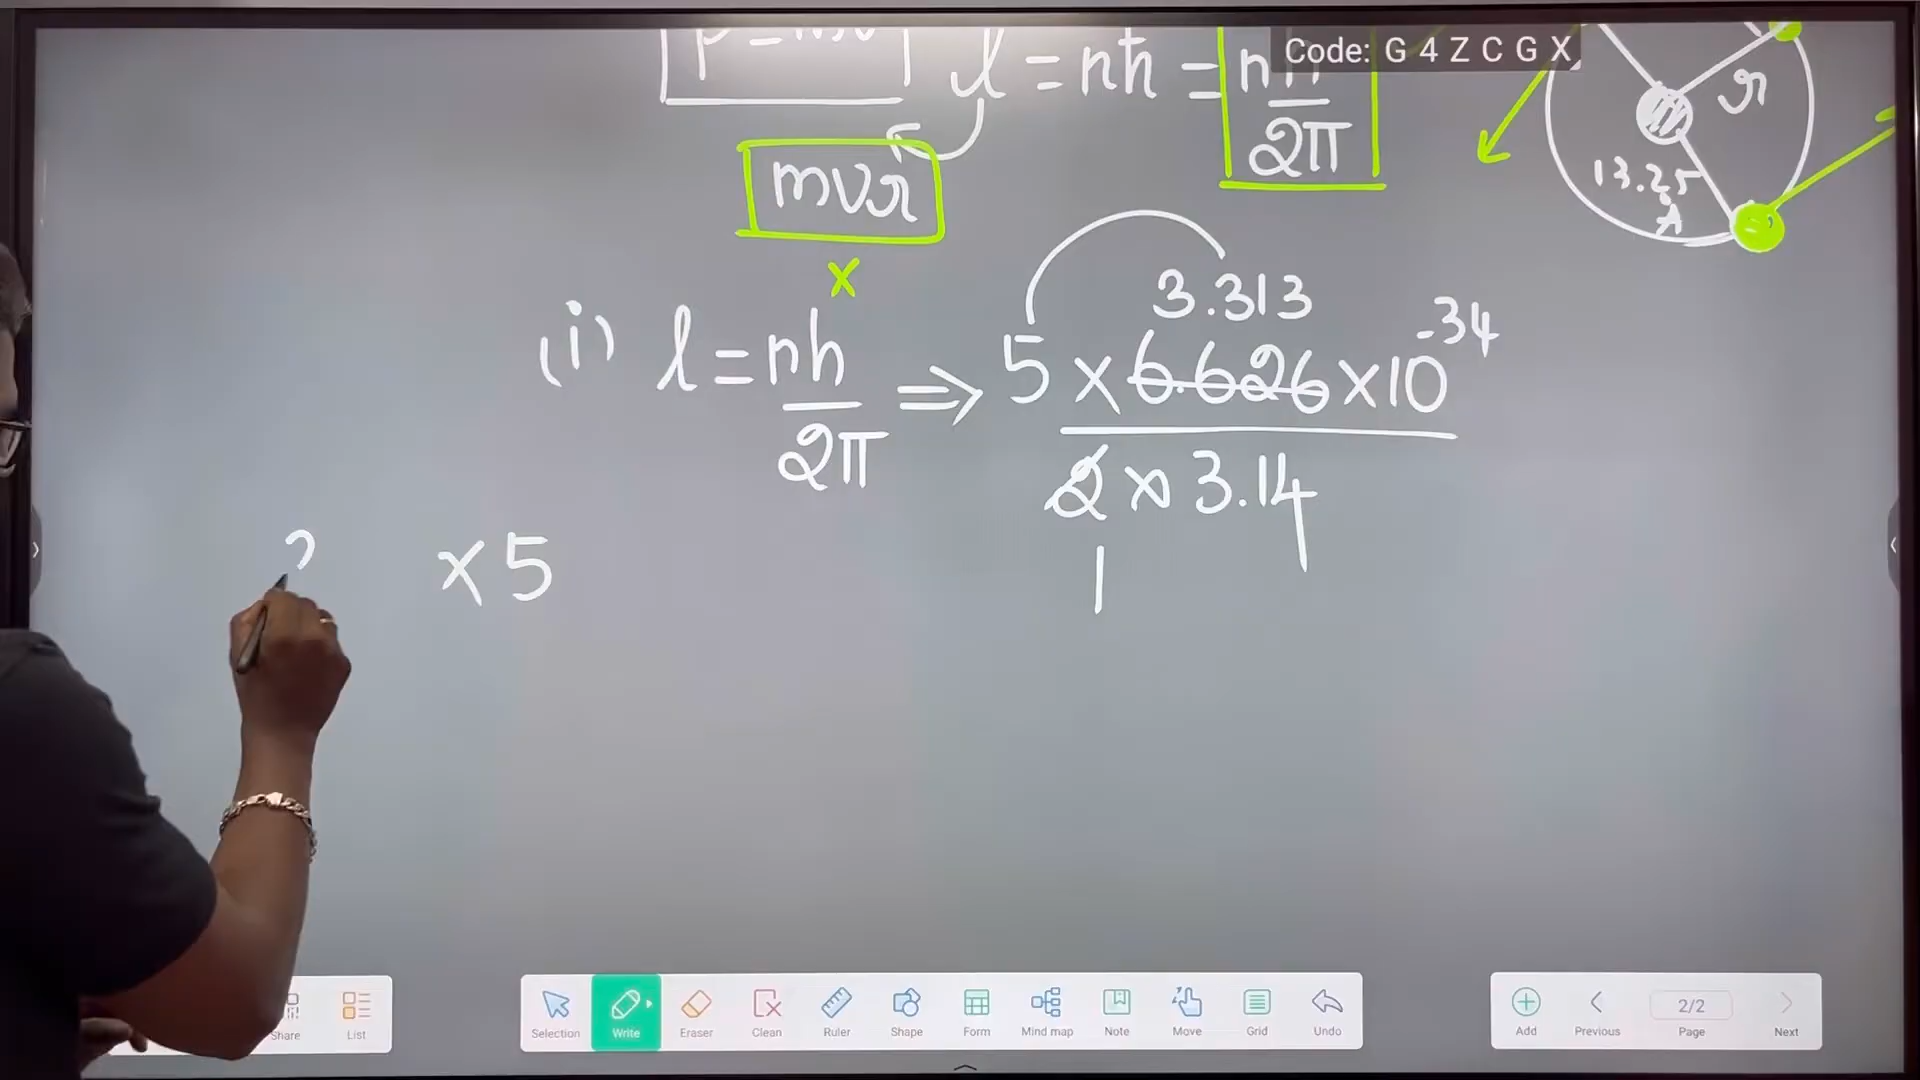 l = nħ = nh/2π
Code: G 4 Z C G X
mvr
r
13.25 Å
x
(i) l = nh/2π ⇒ 5 × 6.626 × 10^-34 / 2 × 3.14
3.313
1
× 5
Share
List
Selection
Write
Eraser
Clean
Ruler
Shape
Form
Mind map
Note
Move
Grid
Undo
Add
Previous
2/2
Page
Next